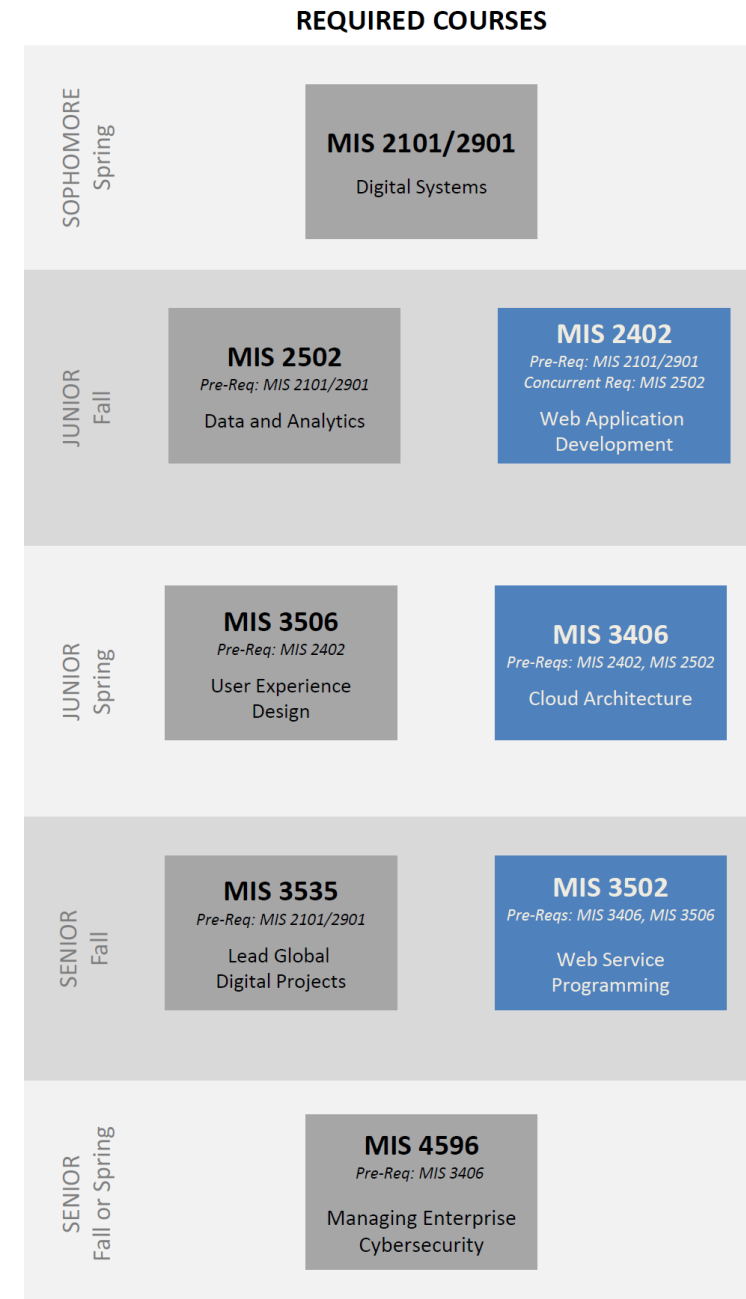 REQUIRED COURSES
SOPHOMORE
Spring
MIS 2101/2901
Digital Systems
JUNIOR
Fall
MIS 2502
Pre-Req: MIS 2101/2901
Data and Analytics
MIS 2402
Pre-Req: MIS 2101/2901
Concurrent Req: MIS 2502
Web Application
Development
JUNIOR
Spring
MIS 3506
Pre-Req: MIS 2402
User Experience
Design
MIS 3406
Pre-Reqs: MIS 2402, MIS 2502
Cloud Architecture
SENIOR
Fall
MIS 3535
Pre-Req: MIS 2101/2901
Lead Global
Digital Projects
MIS 3502
Pre-Reqs: MIS 3406, MIS 3506
Web Service
Programming
SENIOR
Fall or Spring
MIS 4596
Pre-Req: MIS 3406
Managing Enterprise
Cybersecurity